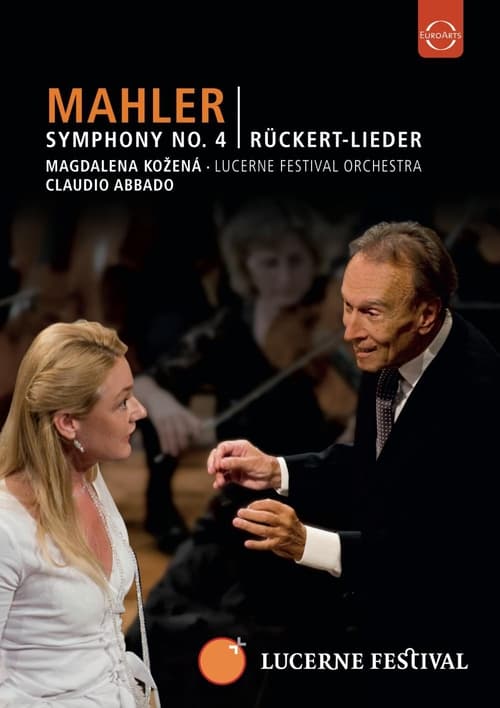 EUROARTS
MAHLER
SYMPHONY NO. 4 | RÜCKERT-LIEDER
MAGDALENA KOŽENÁ · LUCERNE FESTIVAL ORCHESTRA
CLAUDIO ABBADO
LUCERNE FESTIVAL